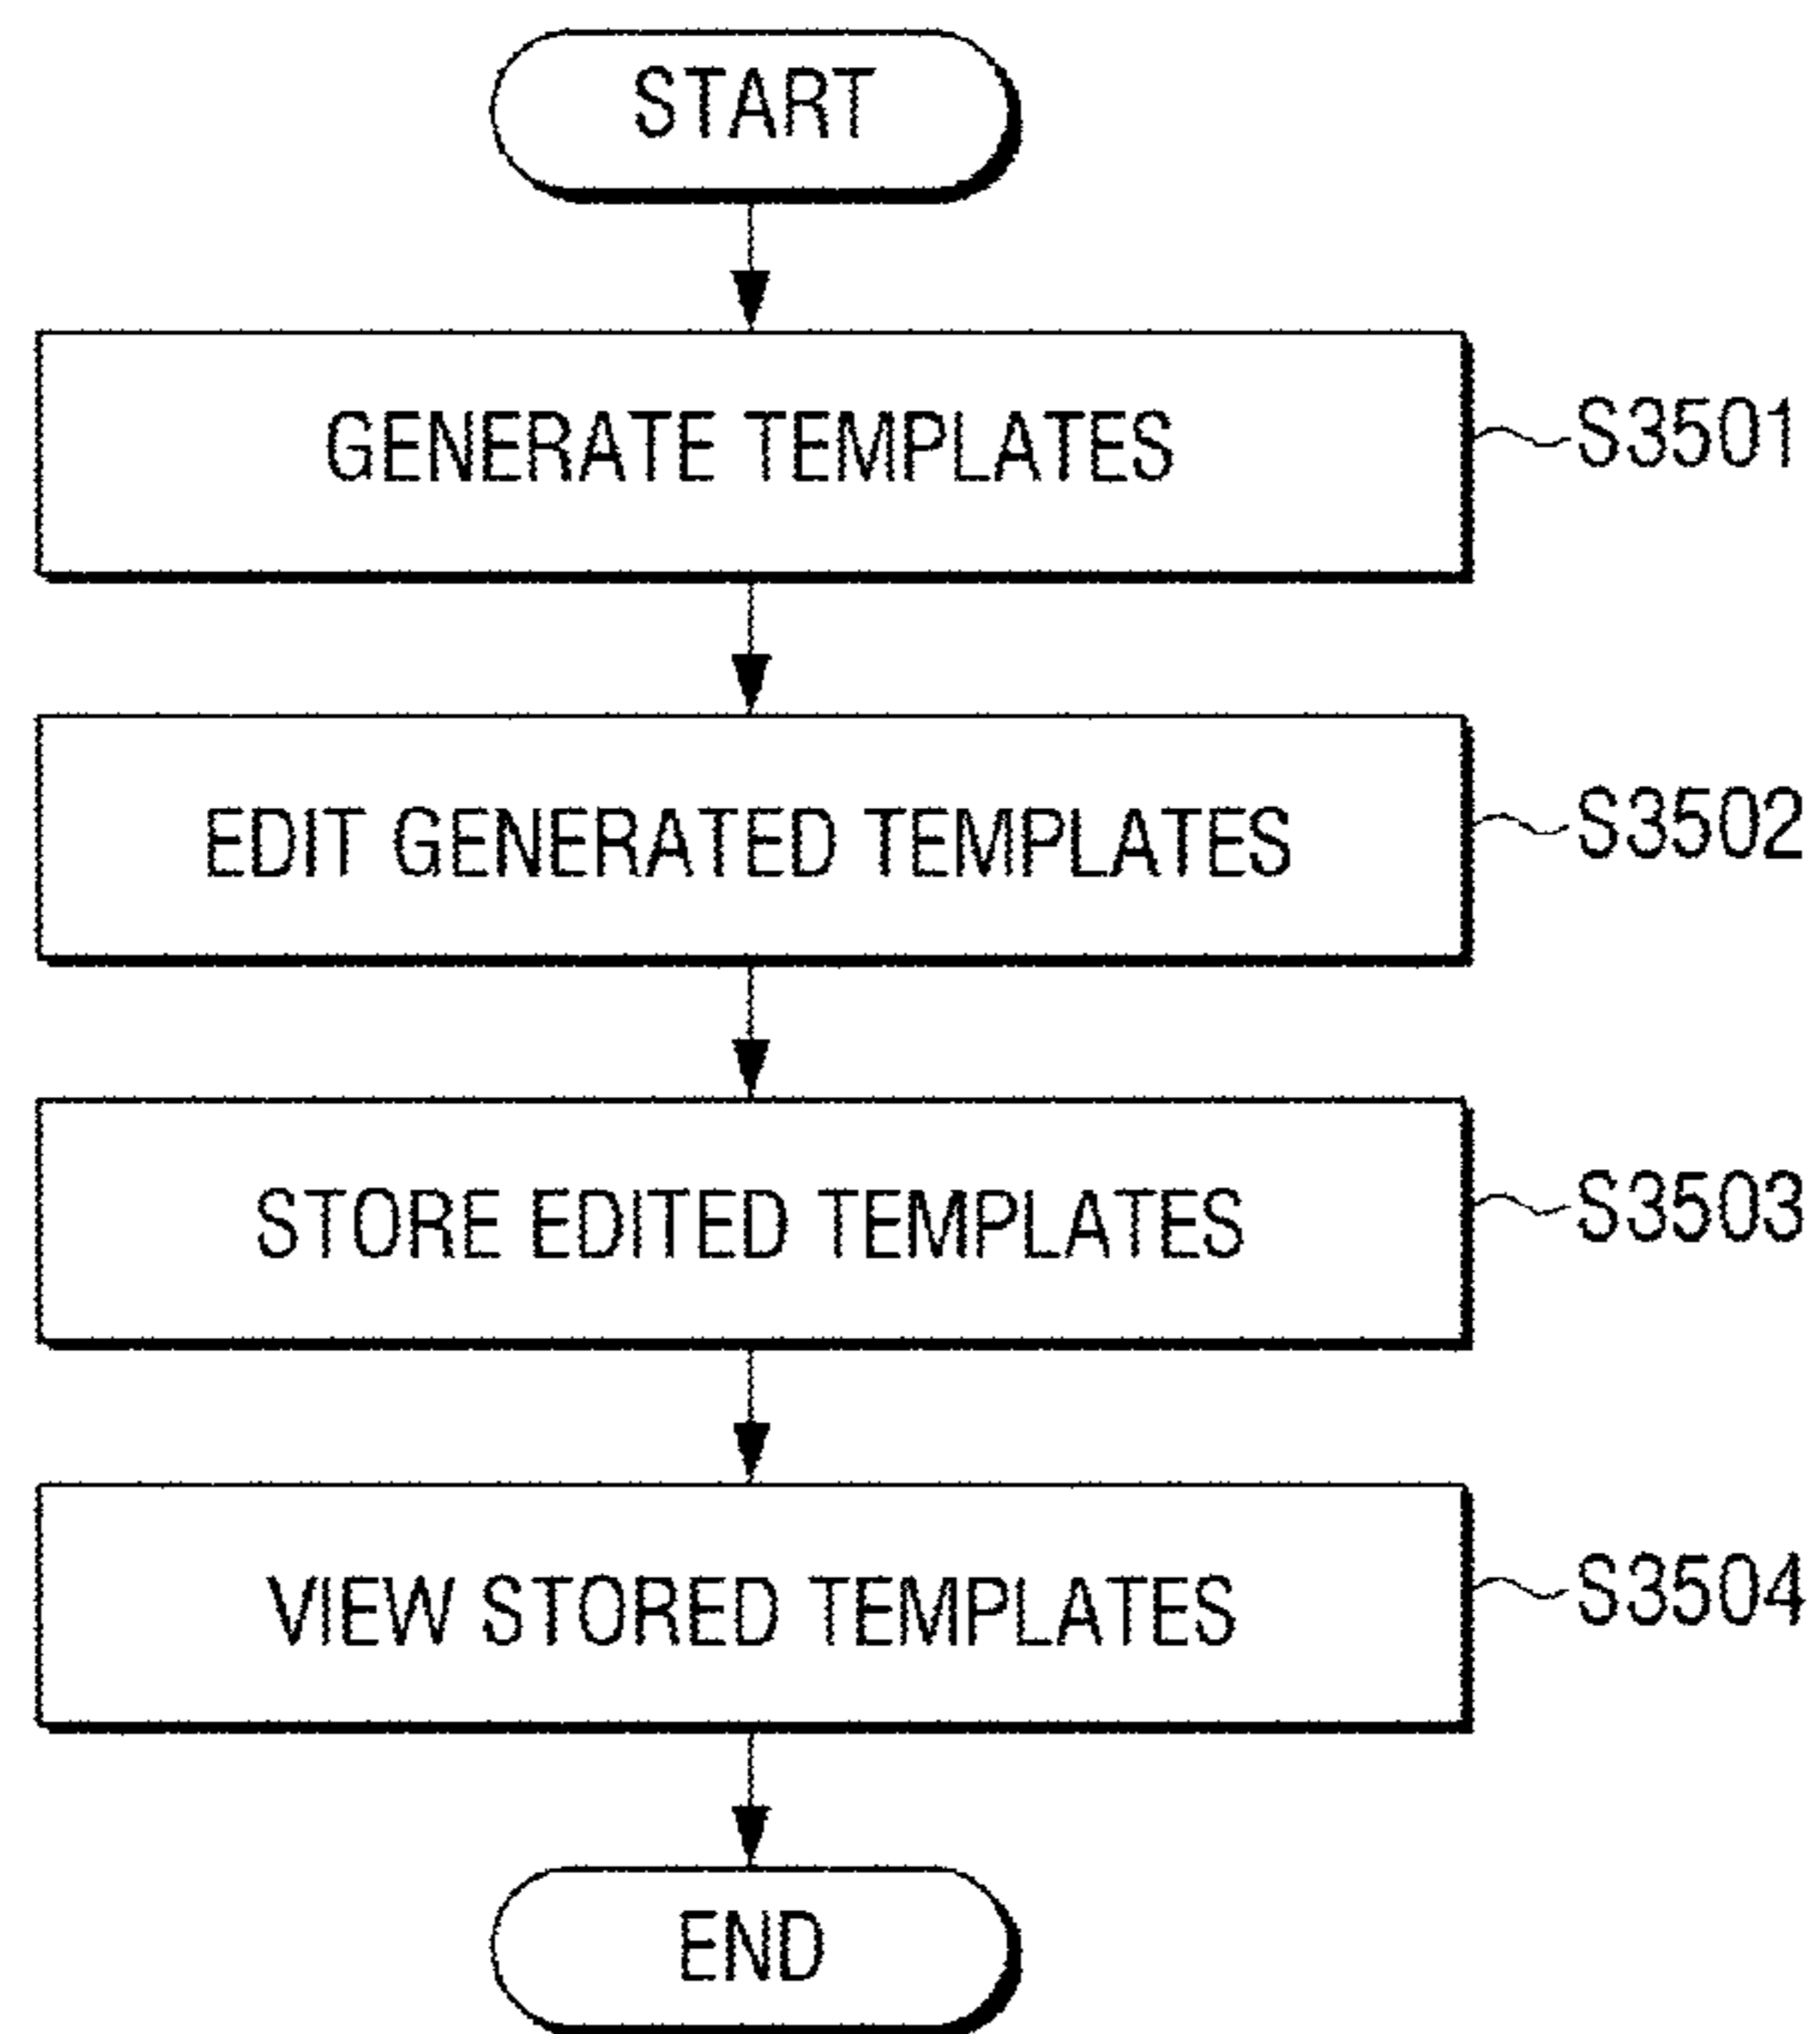 START
GENERATE TEMPLATES
S3501
EDIT GENERATED TEMPLATES
S3502
STORE EDITED TEMPLATES
S3503
VIEW STORED TEMPLATES
S3504
END